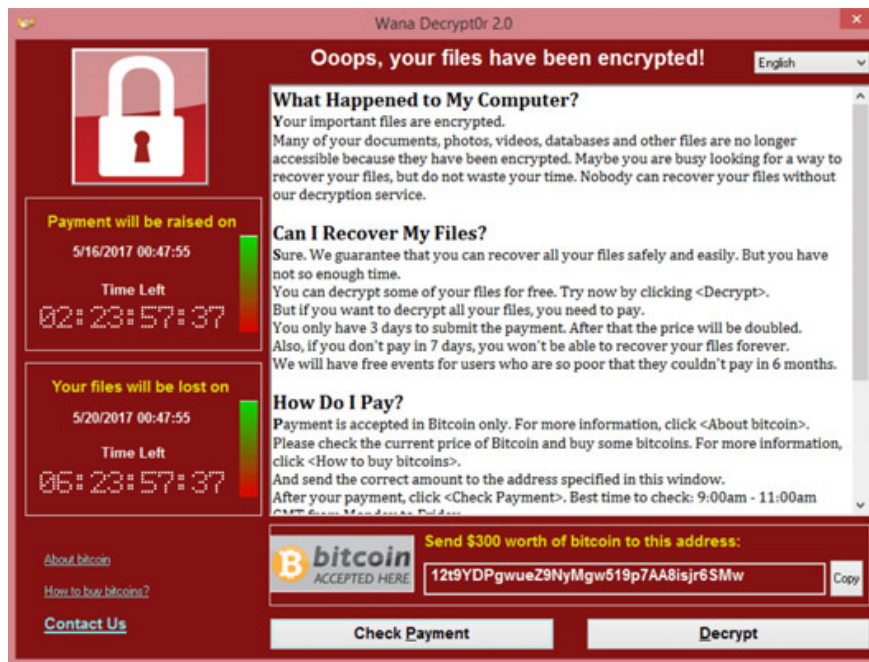 Wana Decrypt0r 2.0
Ooops, your files have been encrypted!
English
Payment will be raised on
5/16/2017 00:47:55
Time Left
02:23:57:37
Your files will be lost on
5/20/2017 00:47:55
Time Left
06:23:57:37
About bitcoin
How to buy bitcoins?
Contact Us
What Happened to My Computer?
Your important files are encrypted.
Many of your documents, photos, videos, databases and other files are no longer
accessible because they have been encrypted. Maybe you are busy looking for a way to
recover your files, but do not waste your time. Nobody can recover your files without
our decryption service.
Can I Recover My Files?
Sure. We guarantee that you can recover all your files safely and easily. But you have
not so enough time.
You can decrypt some of your files for free. Try now by clicking <Decrypt>.
But if you want to decrypt all your files, you need to pay.
You only have 3 days to submit the payment. After that the price will be doubled.
Also, if you don't pay in 7 days, you won't be able to recover your files forever.
We will have free events for users who are so poor that they couldn't pay in 6 months.
How Do I Pay?
Payment is accepted in Bitcoin only. For more information, click <About bitcoin>.
Please check the current price of Bitcoin and buy some bitcoins. For more information,
click <How to buy bitcoins>.
And send the correct amount to the address specified in this window.
After your payment, click <Check Payment>. Best time to check: 9:00am - 11:00am
GMT from Monday to Friday
bitcoin
ACCEPTED HERE
Send $300 worth of bitcoin to this address:
12t9YDPgwueZ9NyMgw519p7AA8isjr6SMw
Copy
Check Payment
Decrypt